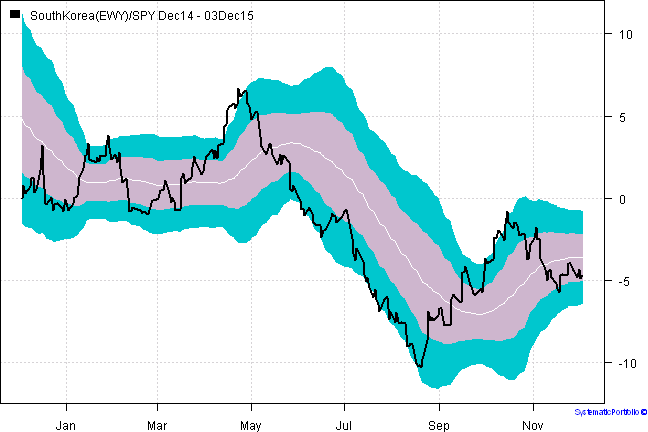 SouthKorea(EWY)/SPY Dec14 - 03Dec15
10
5
0
-5
-10
Jan Mar May Jul Sep Nov
SystematicPortfolio ©